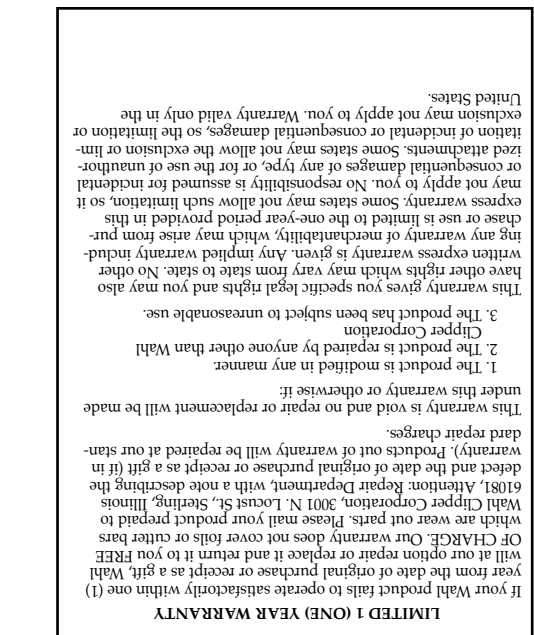 LIMITED 1 (ONE) YEAR WARRANTY
If your Wahl product fails to operate satisfactorily within one (1)
year from the date of original purchase or receipt as a gift, Wahl
will at our option repair or replace it and return it to you FREE
OF CHARGE. Our warranty does not cover foils or cutter bars
which are wear out parts. Please mail your product prepaid to
Wahl Clipper Corporation, 3001 N. Locust St., Sterling, Illinois
61081, Attention: Repair Department, with a note describing the
defect and the date of original purchase or receipt as a gift (if in
warranty). Products out of warranty will be repaired at our stan-
dard repair charges.
This warranty is void and no repair or replacement will be made
under this warranty or otherwise if:
1. The product is modified in any manner.
2. The product is repaired by anyone other than Wahl
Clipper Corporation
3. The product has been subject to unreasonable use.
This warranty gives you specific legal rights and you may also
have other rights which may vary from state to state. No other
written express warranty is given. Any implied warranty includ-
ing any warranty of merchantability, which may arise from pur-
chase or use is limited to the one-year period provided in this
express warranty. Some states may not allow such limitation, so it
may not apply to you. No responsibility is assumed for incidental
or consequential damages of any type, or for the use of unauthor-
ized attachments. Some states may not allow the exclusion or lim-
itation of incidental or consequential damages, so the limitation or
exclusion may not apply to you. Warranty valid only in the
United States.